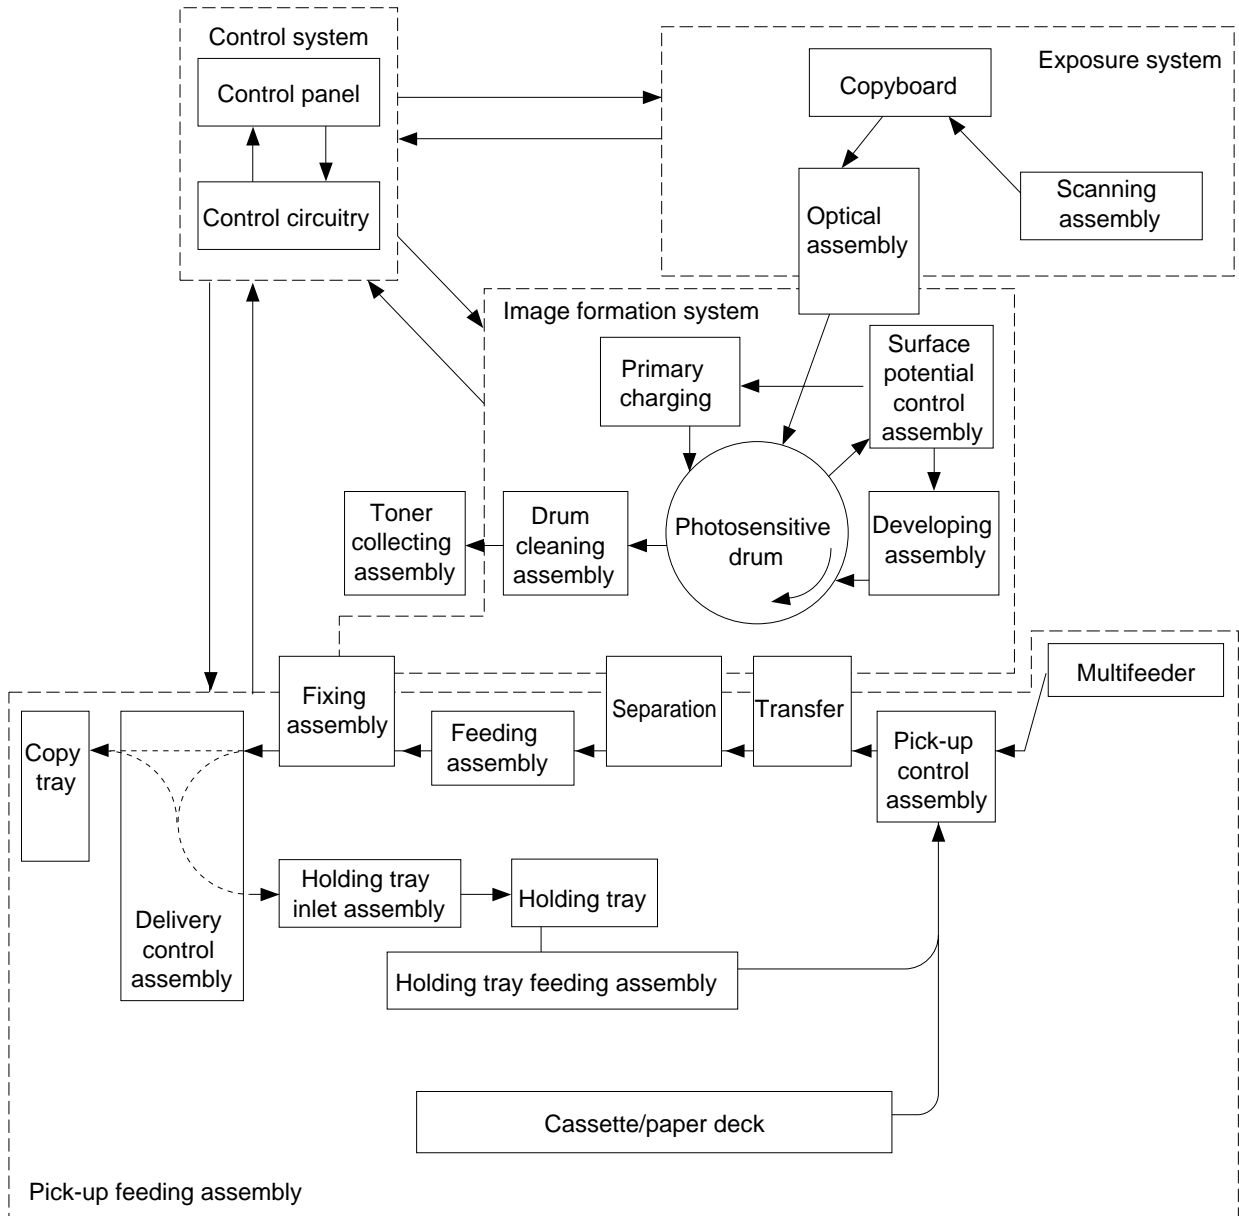 Control system
Control panel
Control circuitry
Exposure system
Copyboard
Scanning
assembly
Optical
assembly
Image formation system
Primary
charging
Surface
potential
control
assembly
Toner
collecting
assembly
Drum
cleaning
assembly
Photosensitive
drum
Developing
assembly
Multifeeder
Fixing
assembly
Separation
Transfer
Copy
tray
Feeding
assembly
Pick-up
control
assembly
Holding tray
inlet assembly
Holding tray
Delivery
control
assembly
Holding tray feeding assembly
Cassette/paper deck
Pick-up feeding assembly